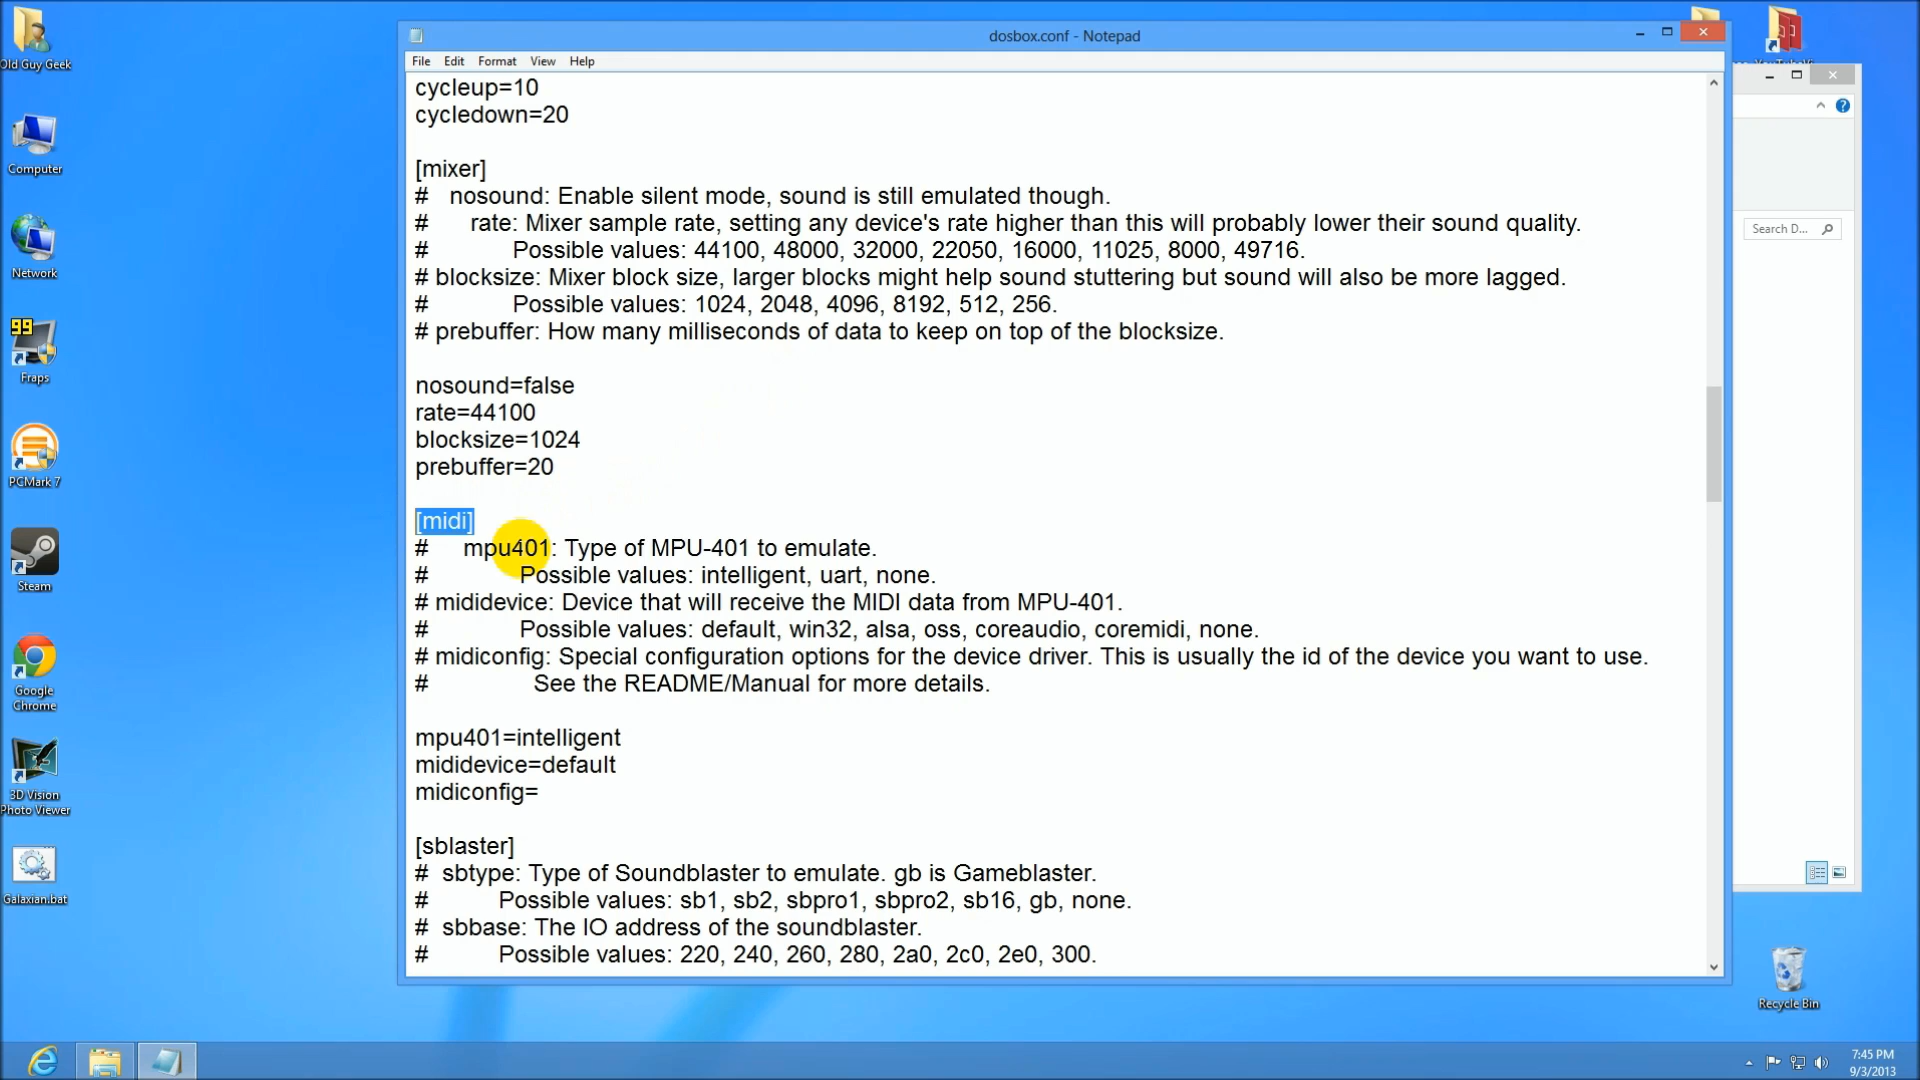 dosbox.conf - Notepad
File Edit Format View Help
cycleup=10
cycledown=20
[mixer]
# nosound: Enable silent mode, sound is still emulated though.
# rate: Mixer sample rate, setting any device's rate higher than this will probably lower their sound quality.
# Possible values: 44100, 48000, 32000, 22050, 16000, 11025, 8000, 49716.
# blocksize: Mixer block size, larger blocks might help sound stuttering but sound will also be more lagged.
# Possible values: 1024, 2048, 4096, 8192, 512, 256.
# prebuffer: How many milliseconds of data to keep on top of the blocksize.
nosound=false
rate=44100
blocksize=1024
prebuffer=20
[midi]
# mpu401: Type of MPU-401 to emulate.
# Possible values: intelligent, uart, none.
# mididevice: Device that will receive the MIDI data from MPU-401.
# Possible values: default, win32, alsa, oss, coreaudio, coremidi, none.
# midiconfig: Special configuration options for the device driver. This is usually the id of the device you want to use.
# See the README/Manual for more details.
mpu401=intelligent
mididevice=default
midiconfig=
[sblaster]
# sbtype: Type of Soundblaster to emulate. gb is Gameblaster.
# Possible values: sb1, sb2, sbpro1, sbpro2, sb16, gb, none.
# sbbase: The IO address of the soundblaster.
# Possible values: 220, 240, 260, 280, 2a0, 2c0, 2e0, 300.
Old Guy Geek
Computer
Network
99
Fraps
PCMark 7
Steam
Google
Chrome
3D Vision
Photo Viewer
Galaxian.bat
Search D...
Recycle Bin
7:45 PM
9/3/2013